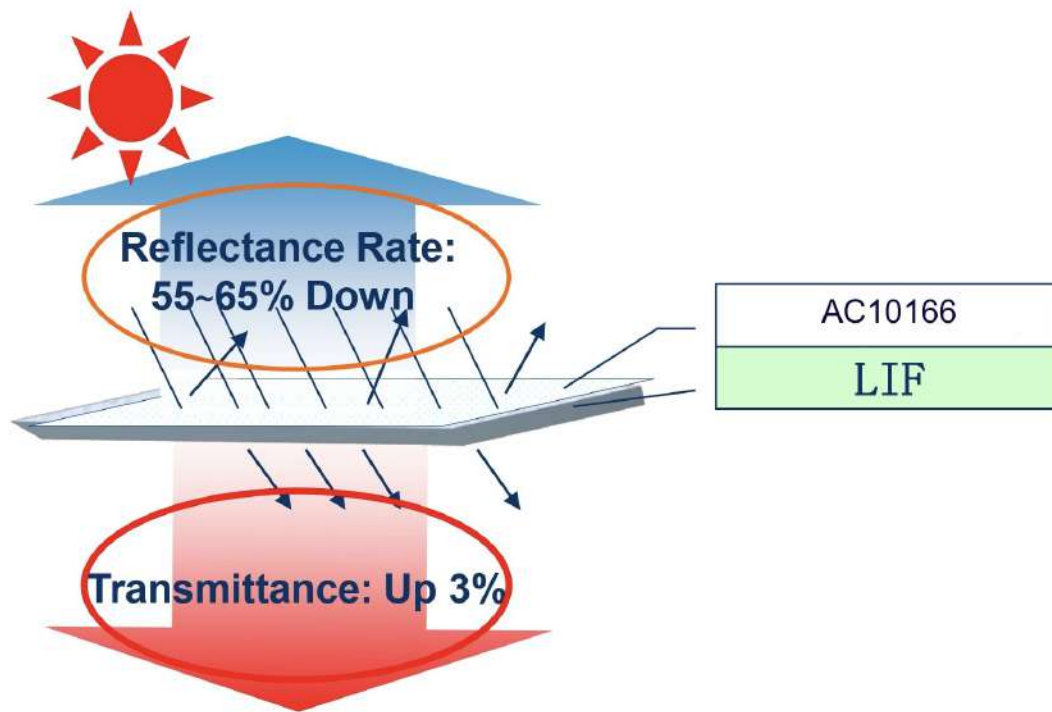 Reflectance Rate:
55~65% Down
AC10166
LIF
Transmittance: Up 3%